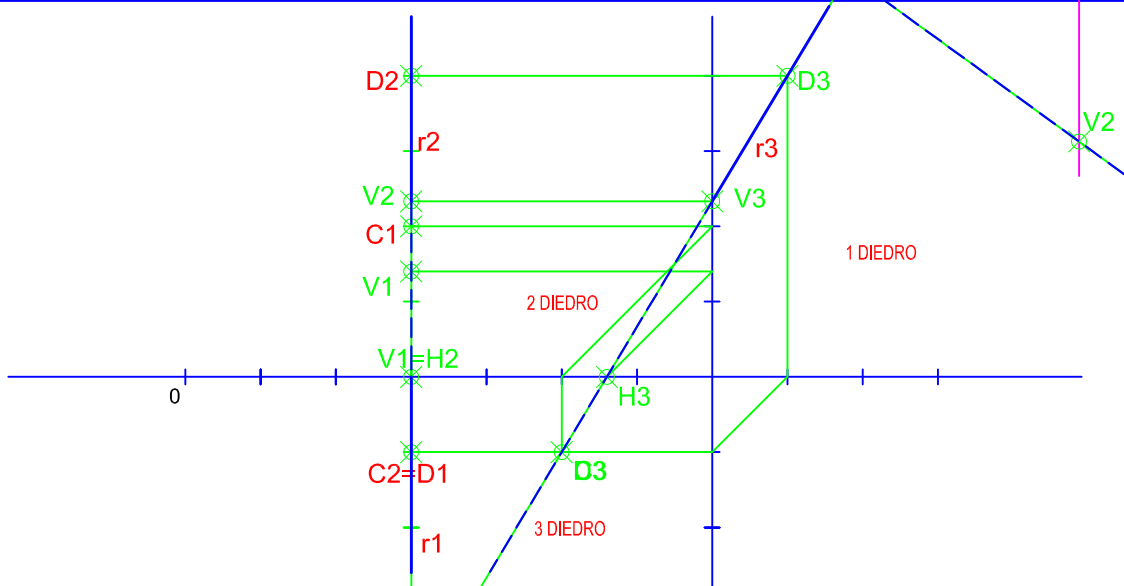 D2
D3
V2
r2
r3
V2
V3
C1
1 DIEDRO
V1
2 DIEDRO
V1=H2
0
H3
C2=D1
3 DIEDRO
r1